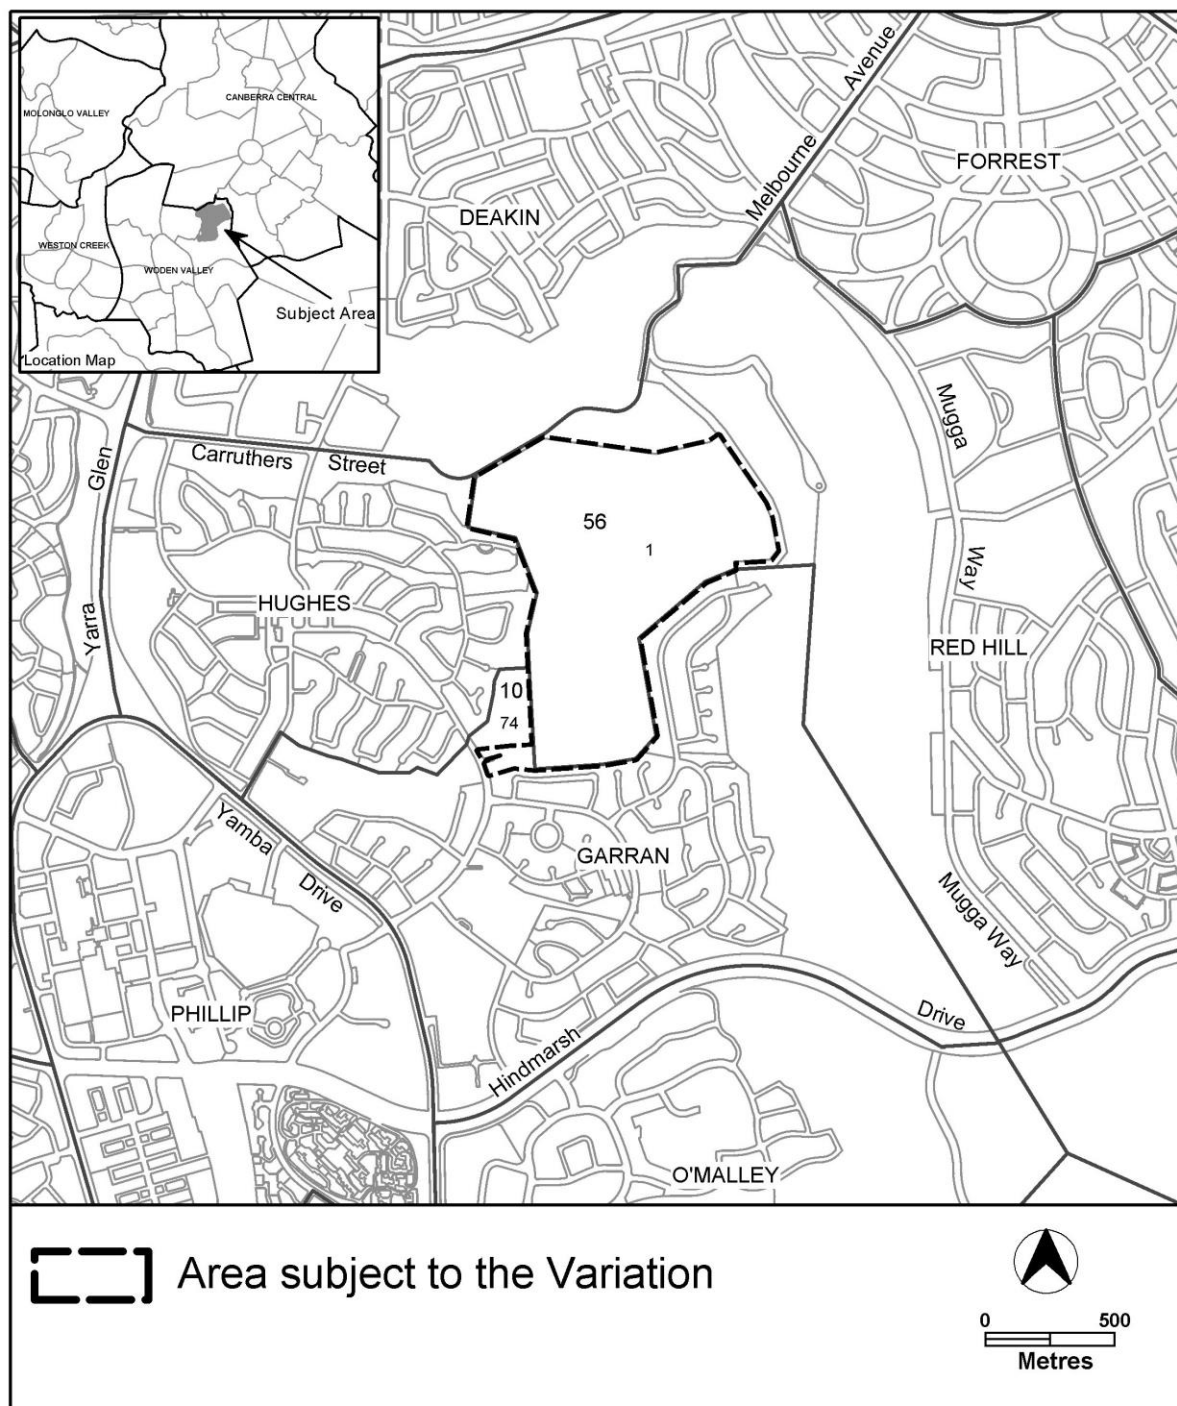 MOLONGLO VALLEY
CANBERRA CENTRAL
WESTON CREEK
WODEN VALLEY
Subject Area
Location Map
Melbourne Avenue
FORREST
DEAKIN
Mugga Way
Carruthers Street
Yarra Glen
56
1
HUGHES
RED HILL
10
74
Yamba Drive
GARRAN
Mugga Way
PHILLIP
Hindmarsh Drive
O'MALLEY
Area subject to the Variation
0 500
Metres